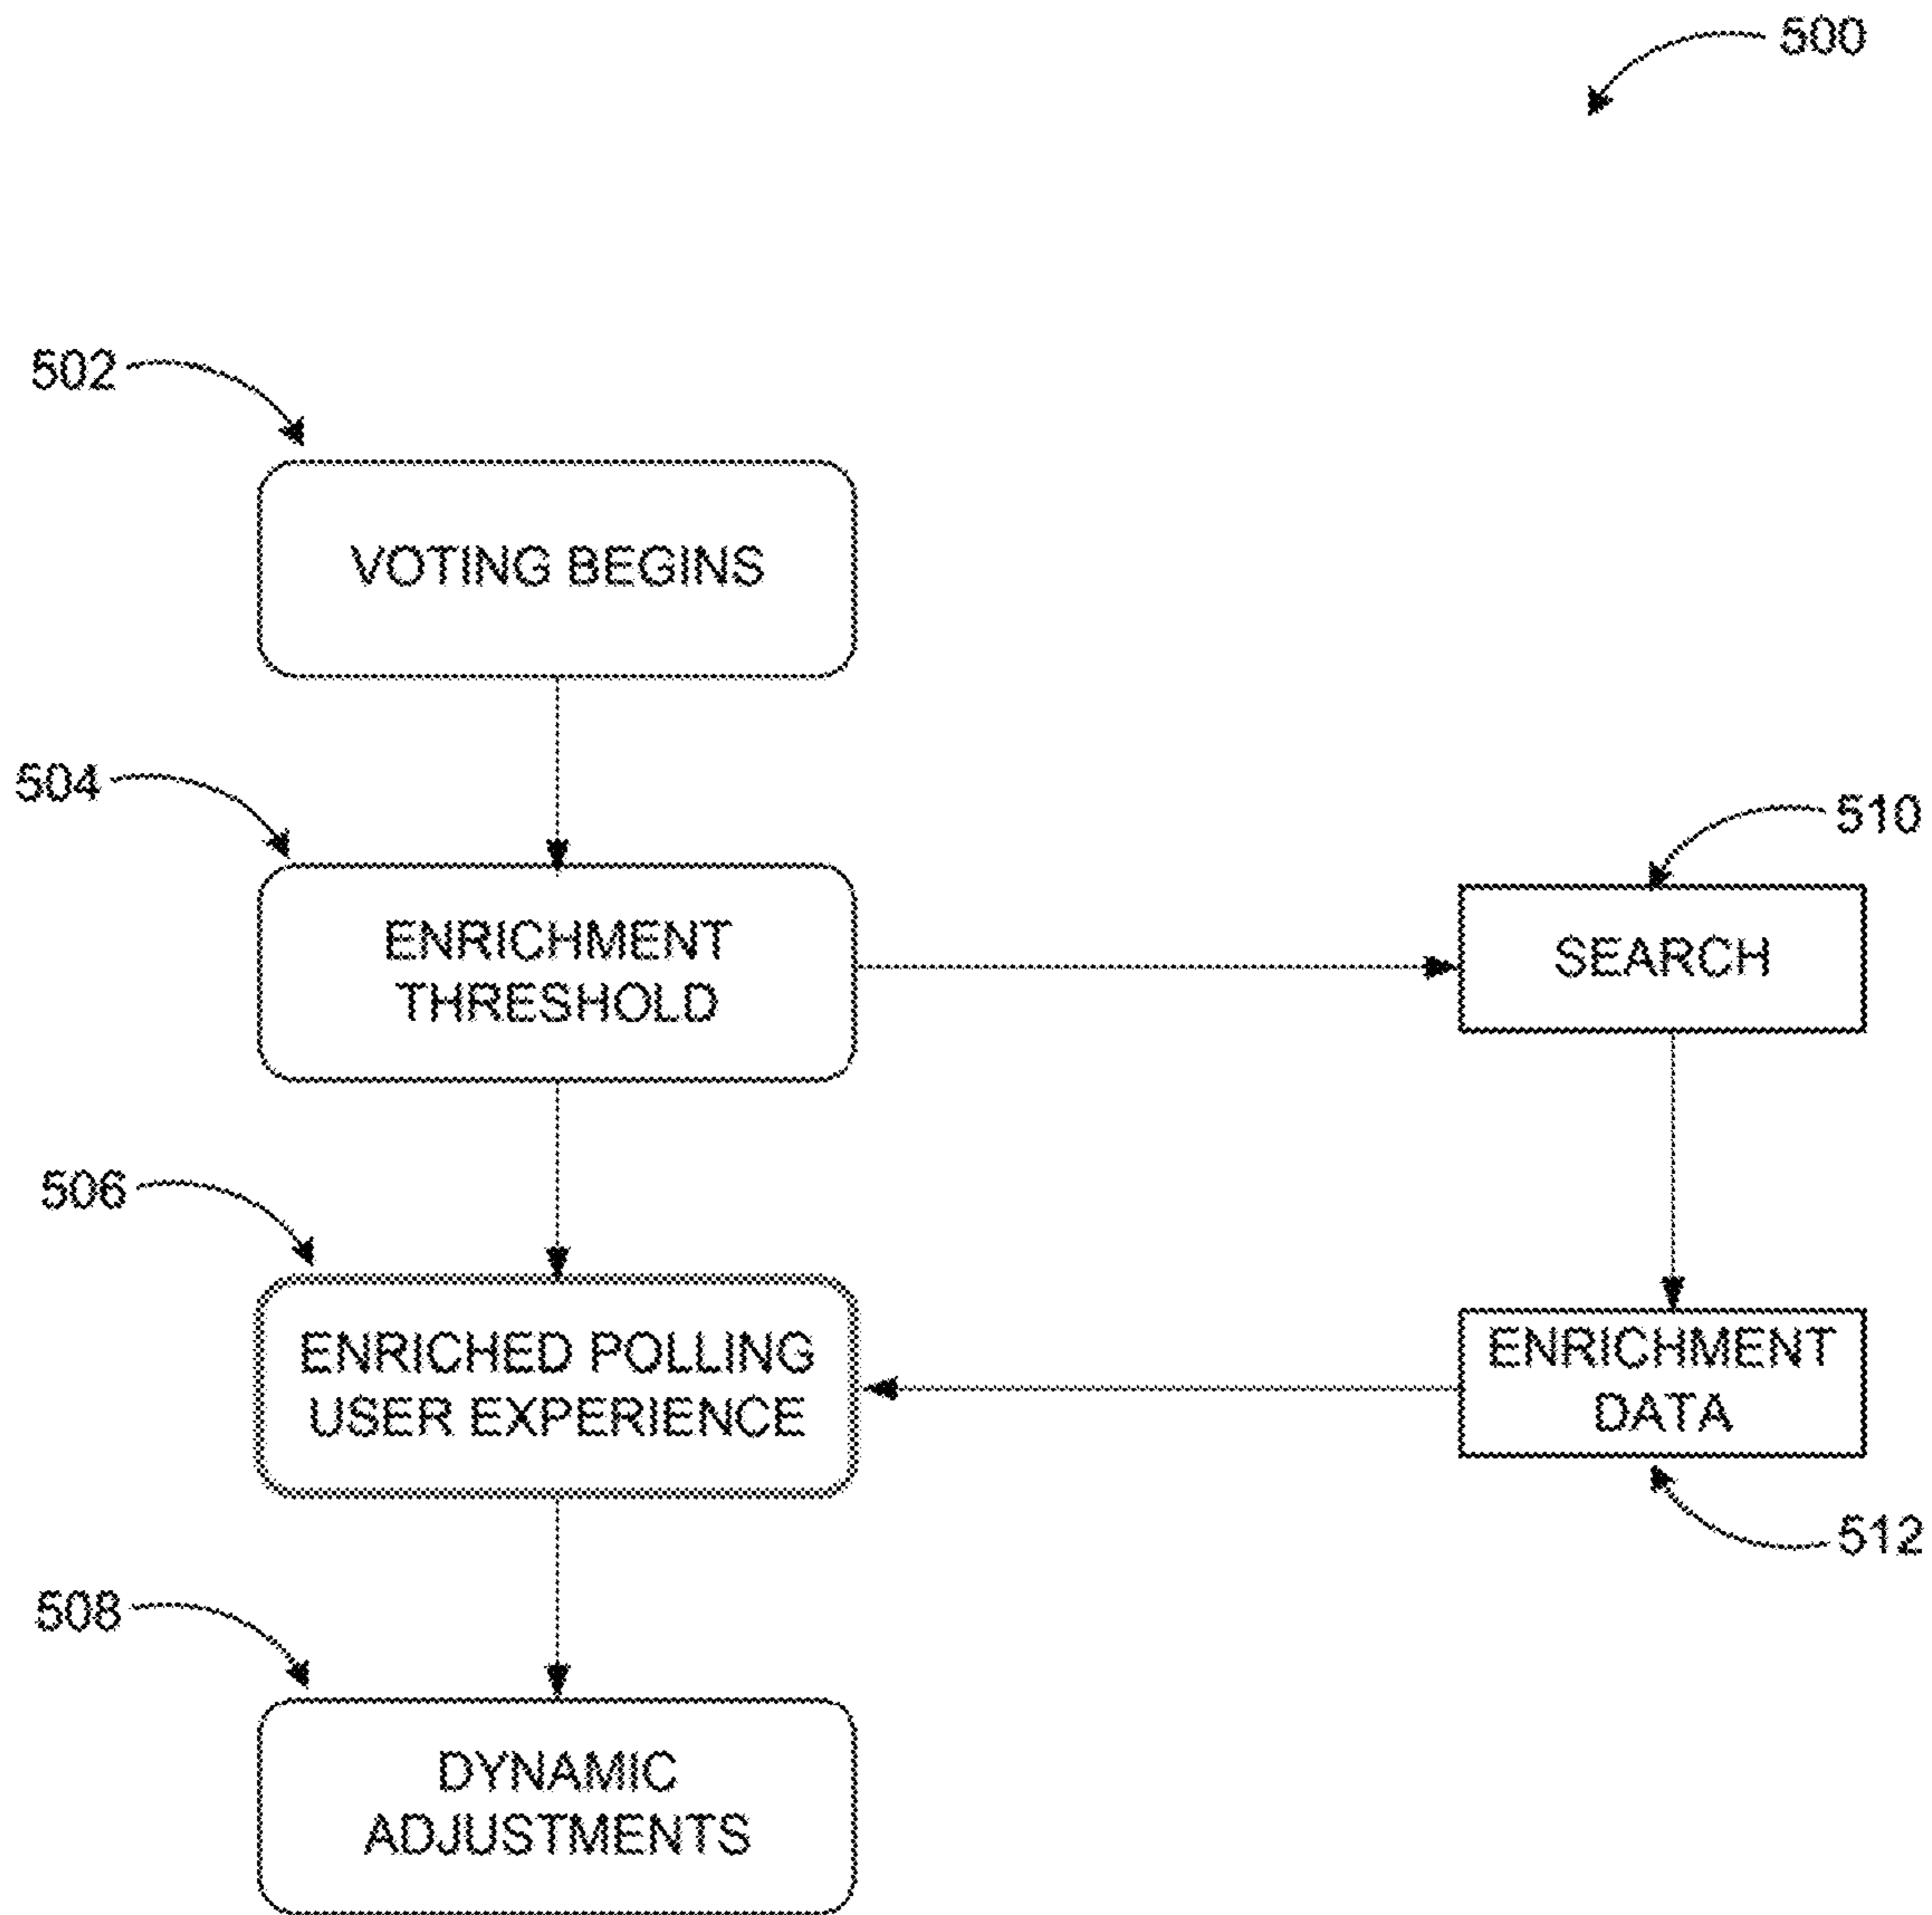 500
502
VOTING BEGINS
504
ENRICHMENT
THRESHOLD
510
SEARCH
506
ENRICHED POLLING
USER EXPERIENCE
ENRICHMENT
DATA
512
508
DYNAMIC
ADJUSTMENTS